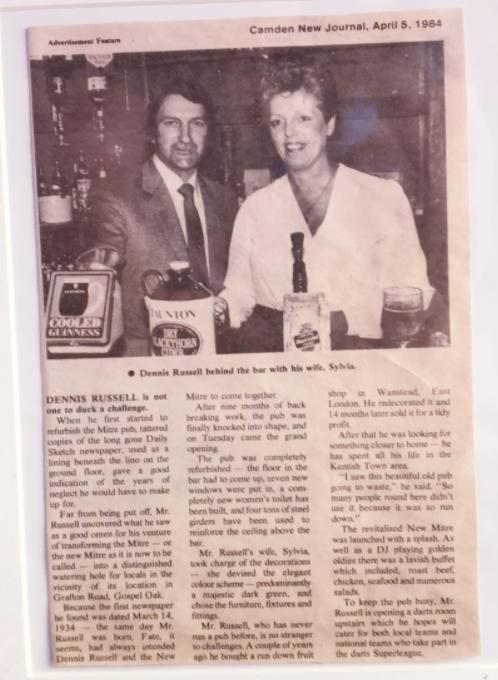 Camden New Journal, April 5, 1984
Advertisement Feature
GUINNESS
COOLED
GUINNESS
TAUNTON
DRY
BLACKTHORN
CIDER
● Dennis Russell behind the bar with his wife, Sylvia.
DENNIS RUSSELL is not
one to duck a challenge.
When he first started to
refurbish the Mitre pub, tattered
copies of the long gone Daily
Sketch newspaper, used as a
lining beneath the lino on the
ground floor, gave a good
indication of the years of
neglect he would have to make
up for.
Far from being put off, Mr.
Russell uncovered what he saw
as a good omen for his venture
of transforming the Mitre — or
the new Mitre as it is now to be
called — into a distinguished
watering hole for locals in the
vicinity of its location in
Grafton Road, Gospel Oak.
Because the first newspaper
he found was dated March 14,
1934 — the same day Mr.
Russell was born. Fate, it
seems, had always intended
Dennis Russell and the New
Mitre to come together.
After nine months of back
breaking work, the pub was
finally knocked into shape, and
on Tuesday came the grand
opening.
The pub was completely
refurbished — the floor in the
bar had to come up, seven new
windows were put in, a com-
pletely new women's toilet has
been built, and four tons of steel
girders have been used to
reinforce the ceiling above the
bar.
Mr. Russell's wife, Sylvia,
took charge of the decorations
— she devised the elegant
colour scheme — predominantly
a majestic dark green, and
chose the furniture, fixtures and
fittings.
Mr. Russell, who has never
run a pub before, is no stranger
to challenges. A couple of years
ago he bought a run down fruit
shop in Wanstead, East
London. He redecorated it and
14 months later sold it for a tidy
profit.
After that he was looking for
something closer to home — he
has spent all his life in the
Kentish Town area.
"I saw this beautiful old pub
going to waste," he said. "So
many people round here didn't
use it because it was so run
down."
The revitalised New Mitre
was launched with a splash. As
well as a DJ playing golden
oldies there was a lavish buffet
which included, roast beef,
chicken, seafood and numerous
salads.
To keep the pub busy, Mr.
Russell is opening a darts room
upstairs which he hopes will
cater for both local teams and
national teams who take part in
the darts Superleague.